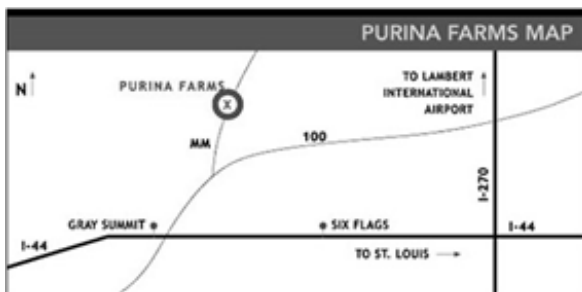 PURINA FARMS MAP
N
PURINA FARMS
X
TO LAMBERT
INTERNATIONAL
AIRPORT
MM
100
I-270
GRAY SUMMIT
SIX FLAGS
I-44
I-44
TO ST. LOUIS